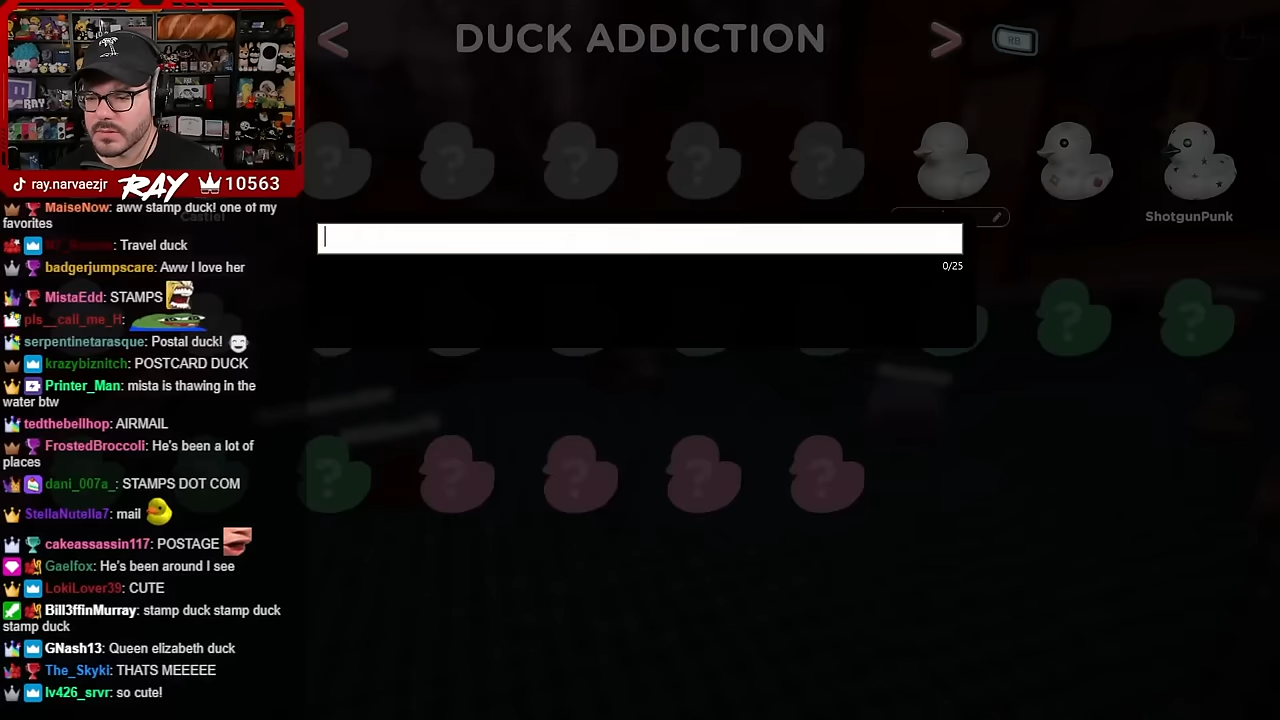 DUCK ADDICTION
RB
RAY
ray.narvaezjr RAY 10563
ShotgunPunk
0/25
MaiseNow: aww stamp duck! one of my
favorites
: Travel duck
badgerjumpscare: Aww I love her
MistaEdd: STAMPS
pls__call_me_H:
serpentinetarasque: Postal duck!
krazybiznitch: POSTCARD DUCK
Printer_Man: mista is thawing in the
water btw
tedthebellhop: AIRMAIL
FrostedBroccoli: He's been a lot of
places
dani_007a_: STAMPS DOT COM
StellaNutella7: mail
cakeassassin117: POSTAGE
Gaelfox: He's been around I see
LokiLover39: CUTE
Bill3ffinMurray: stamp duck stamp duck
stamp duck
GNash13: Queen elizabeth duck
The_Skyki: THATS MEEEEE
lv426_srvr: so cute!